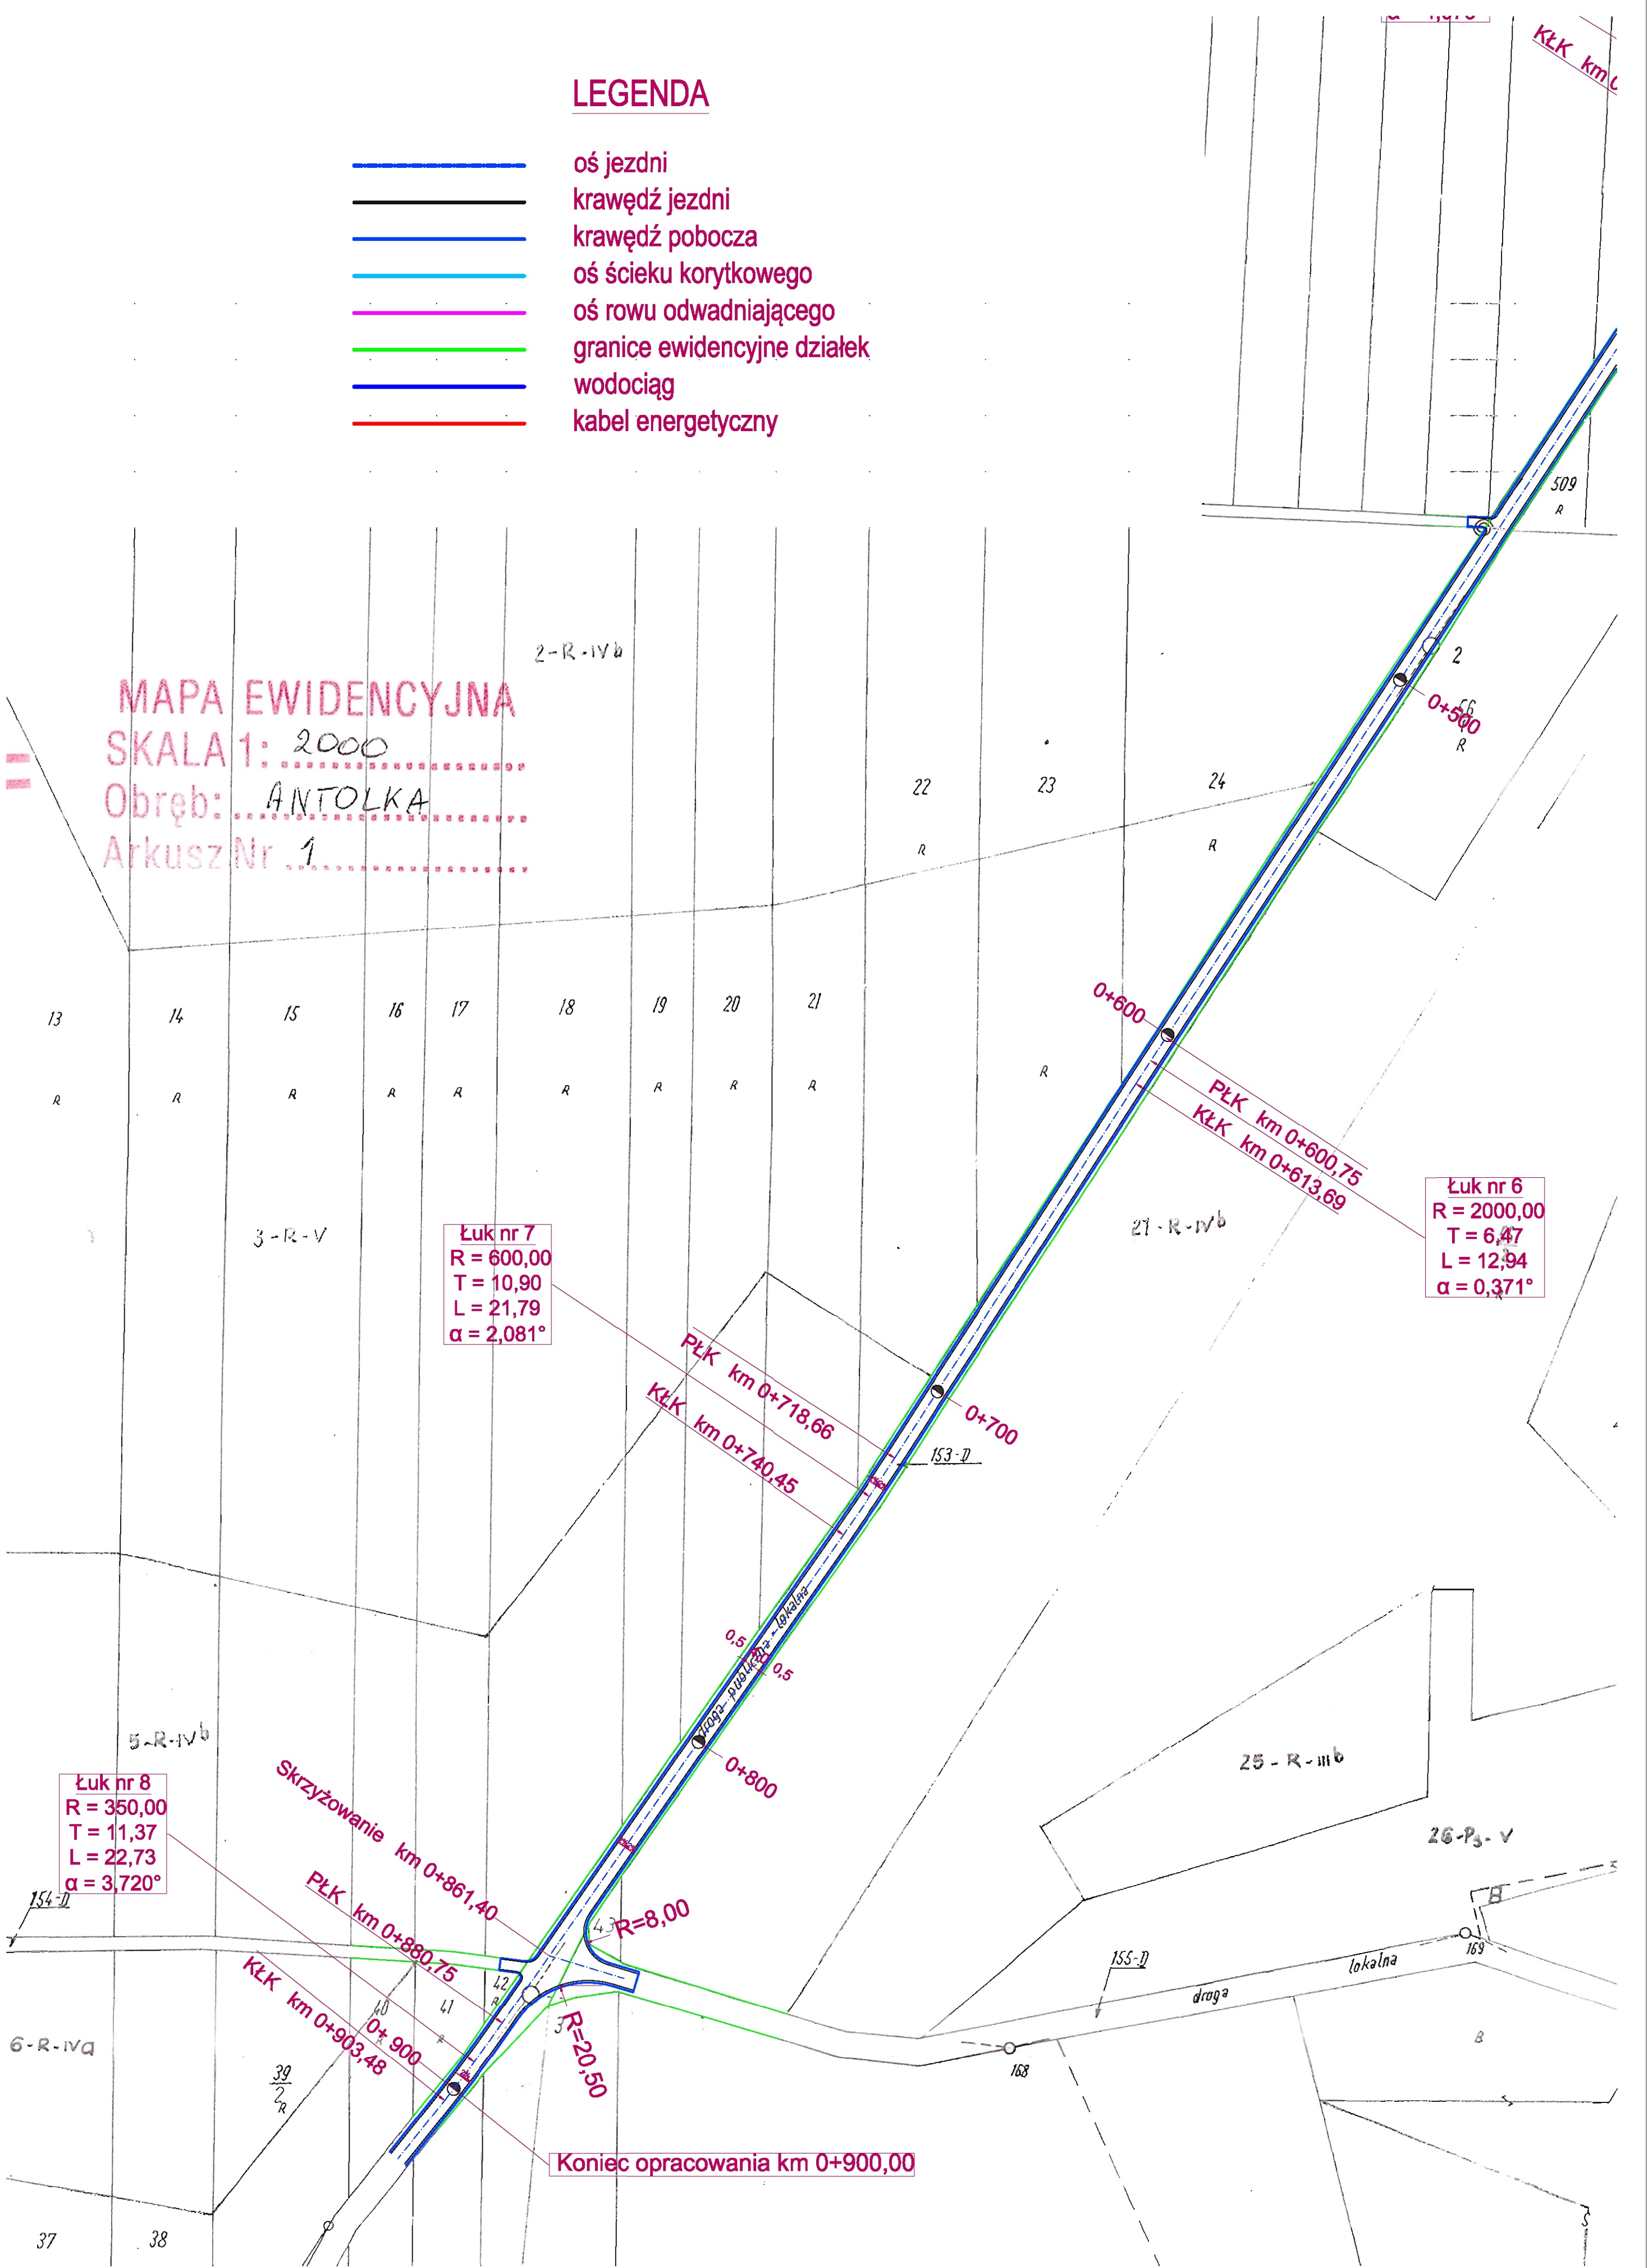 KŁK km 0
LEGENDA
oś jezdni
krawędź jezdni
krawędź pobocza
oś ścieku korytkowego
oś rowu odwadniającego
granice ewidencyjne działek
wodociąg
kabel energetyczny
509
R
2-R-IVb
MAPA EWIDENCYJNA
SKALA 1: 2000
Obręb: ANTOLKA
Arkusz Nr 1
2
0+500
R
22
23
24
R
R
0+600
13
14
15
16
17
18
19
20
21
R
R
R
R
R
R
R
R
R
R
PŁK km 0+600,75
KŁK km 0+613,69
Łuk nr 6
R = 2000,00
T = 6,47
L = 12,94
α = 0,371°
3-R-V
27-R-IVb
Łuk nr 7
R = 600,00
T = 10,90
L = 21,79
α = 2,081°
PŁK km 0+718,66
KŁK km 0+740,45
0+700
153-D
droga publiczna - lokalna
0,5
0,5
0+800
5-R-IVb
25-R-IIIb
26-Ps-V
Łuk nr 8
R = 350,00
T = 11,37
L = 22,73
α = 3,720°
Skrzyżowanie km 0+861,40
PŁK km 0+880,75
KŁK km 0+903,48
154-D
43
R=8,00
B
169
155-D
lokalna
droga
42
R
41
40
0+900
3
R=20,50
6-R-IVa
39
2
R
168
B
Koniec opracowania km 0+900,00
37
38